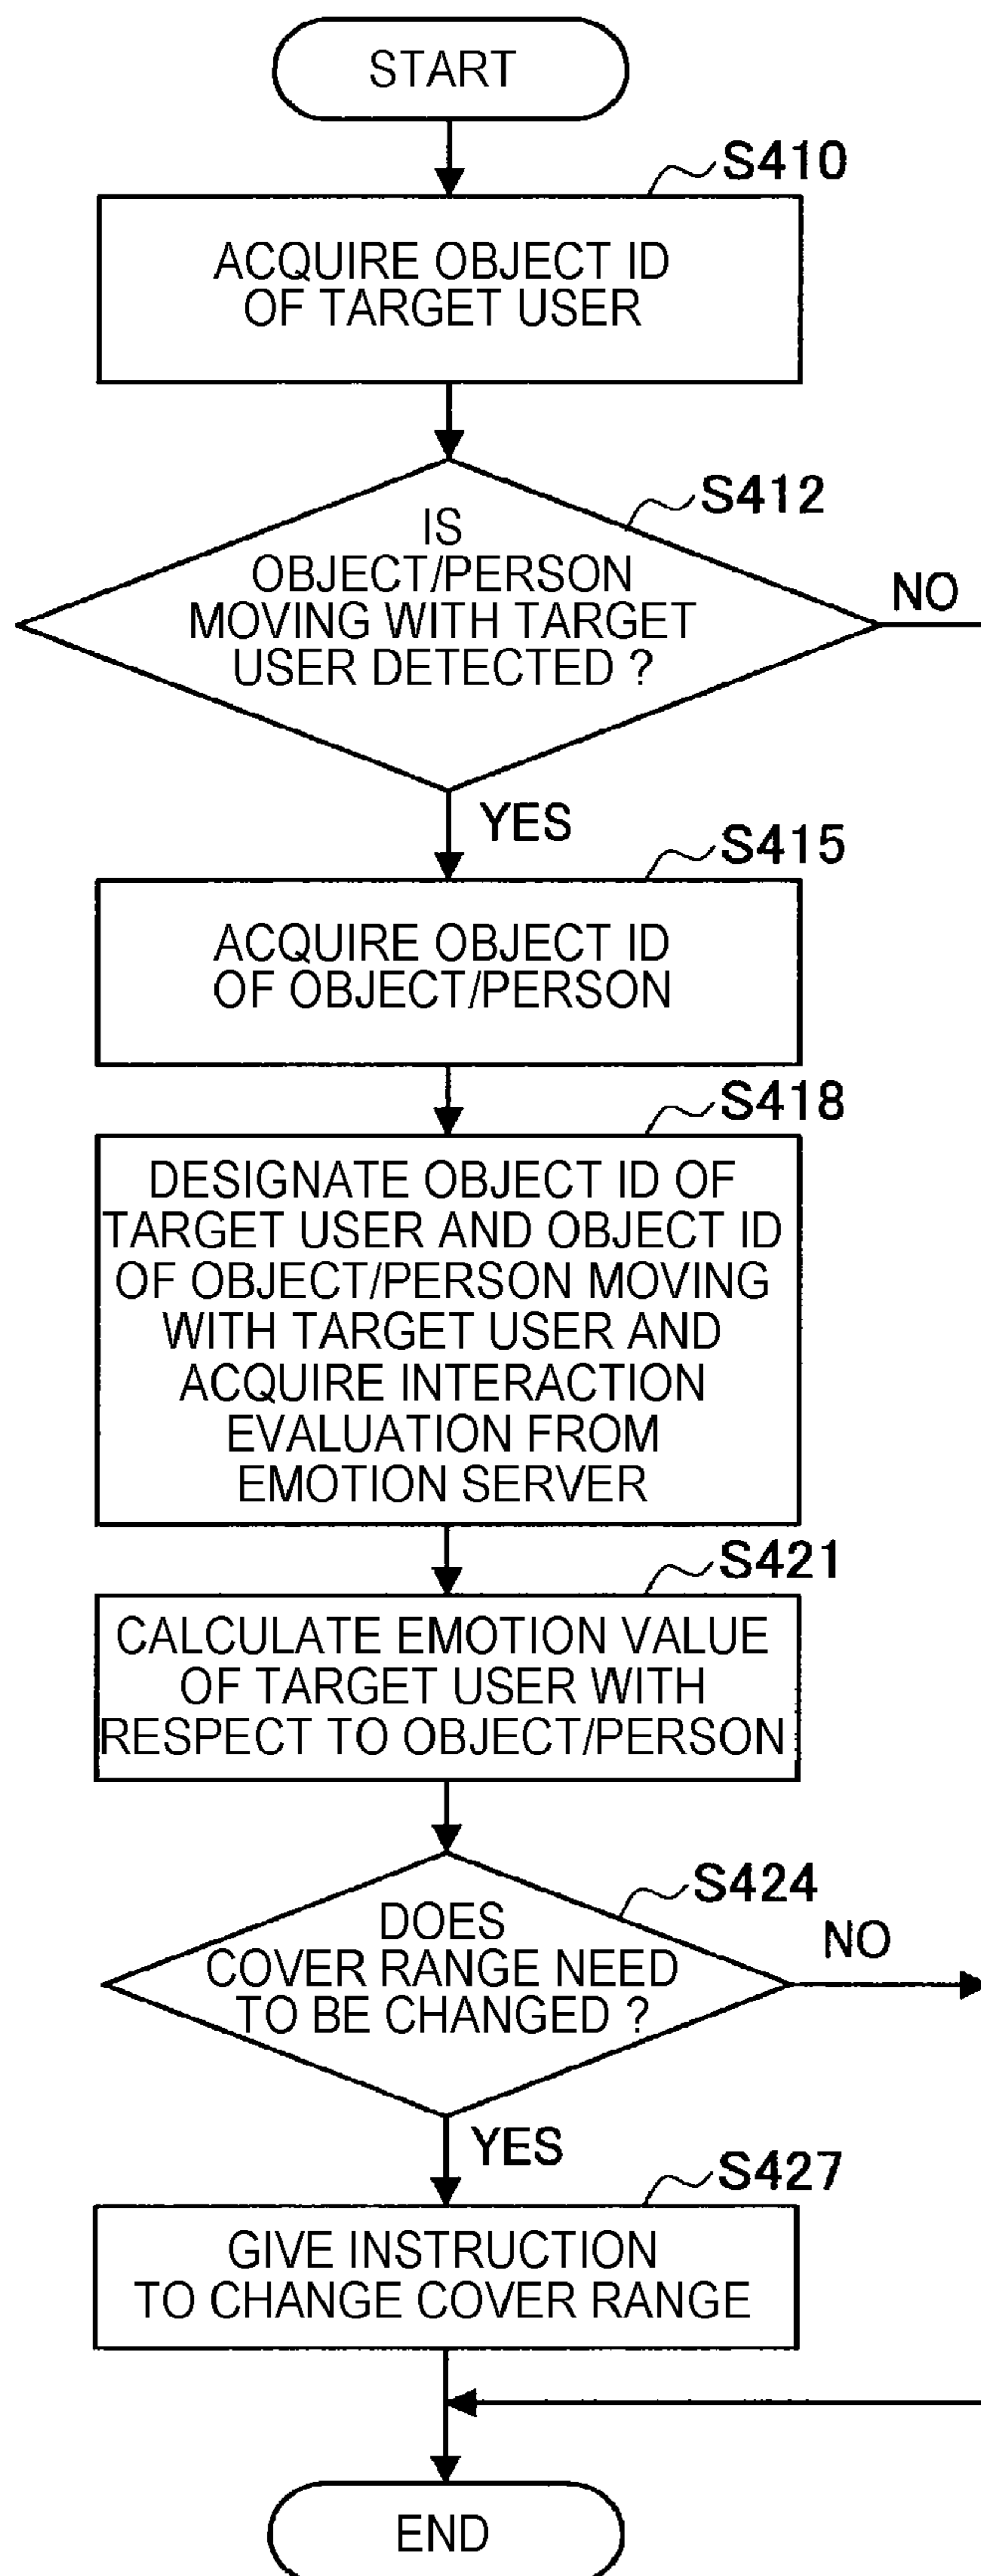 START
S410
ACQUIRE OBJECT ID
OF TARGET USER
S412
IS
OBJECT/PERSON
MOVING WITH TARGET
USER DETECTED ?
NO
YES
S415
ACQUIRE OBJECT ID
OF OBJECT/PERSON
S418
DESIGNATE OBJECT ID OF
TARGET USER AND OBJECT ID
OF OBJECT/PERSON MOVING
WITH TARGET USER AND
ACQUIRE INTERACTION
EVALUATION FROM
EMOTION SERVER
S421
CALCULATE EMOTION VALUE
OF TARGET USER WITH
RESPECT TO OBJECT/PERSON
S424
DOES
COVER RANGE NEED
TO BE CHANGED ?
NO
YES
S427
GIVE INSTRUCTION
TO CHANGE COVER RANGE
END